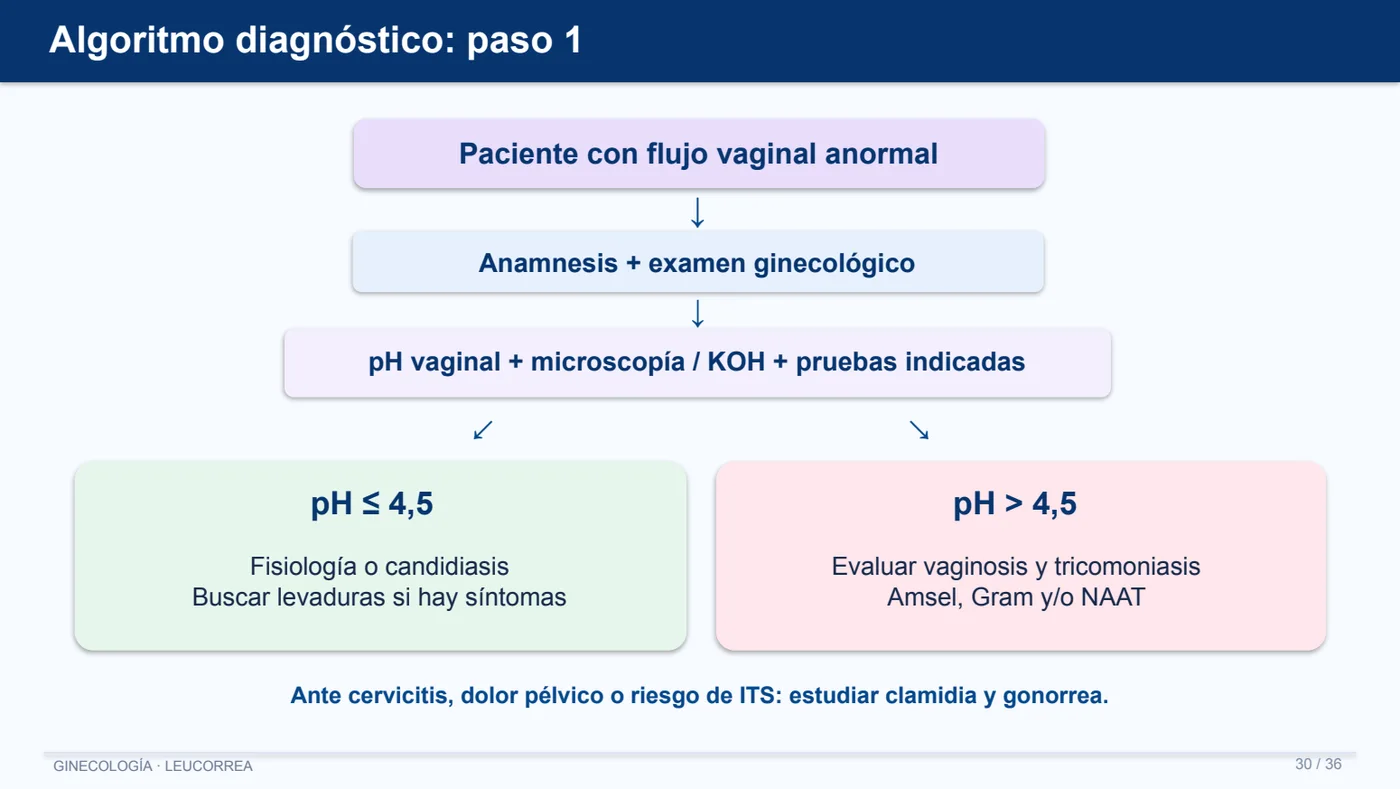 Algoritmo diagnóstico: paso 1
Paciente con flujo vaginal anormal
↓
Anamnesis + examen ginecológico
↓
pH vaginal + microscopía / KOH + pruebas indicadas
↙ ↘
pH ≤ 4,5
Fisiología o candidiasis
Buscar levaduras si hay síntomas
pH > 4,5
Evaluar vaginosis y tricomoniasis
Amsel, Gram y/o NAAT
Ante cervicitis, dolor pélvico o riesgo de ITS: estudiar clamidia y gonorrea.
GINECOLOGÍA · LEUCORREA
30 / 36